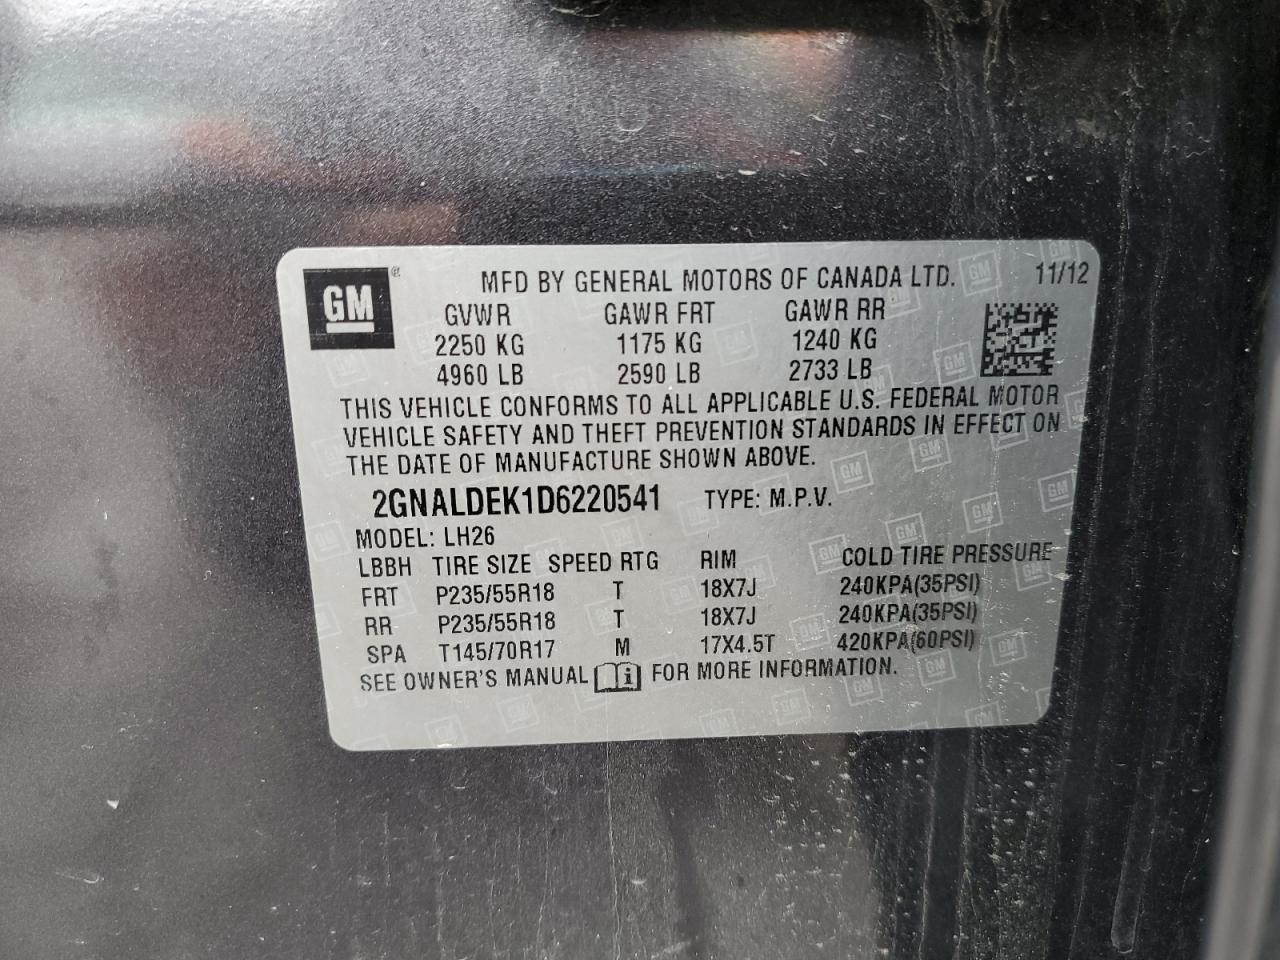 GM ® MFD BY GENERAL MOTORS OF CANADA LTD. 11/12
GVWR GAWR FRT GAWR RR
2250 KG 1175 KG 1240 KG
4960 LB 2590 LB 2733 LB
THIS VEHICLE CONFORMS TO ALL APPLICABLE U.S. FEDERAL MOTOR
VEHICLE SAFETY AND THEFT PREVENTION STANDARDS IN EFFECT ON
THE DATE OF MANUFACTURE SHOWN ABOVE.
2GNALDEK1D6220541 TYPE: M.P.V.
MODEL: LH26
LBBH TIRE SIZE SPEED RTG RIM COLD TIRE PRESSURE
FRT P235/55R18 T 18X7J 240KPA(35PSI)
RR P235/55R18 T 18X7J 240KPA(35PSI)
SPA T145/70R17 M 17X4.5T 420KPA(60PSI)
SEE OWNER'S MANUAL FOR MORE INFORMATION.